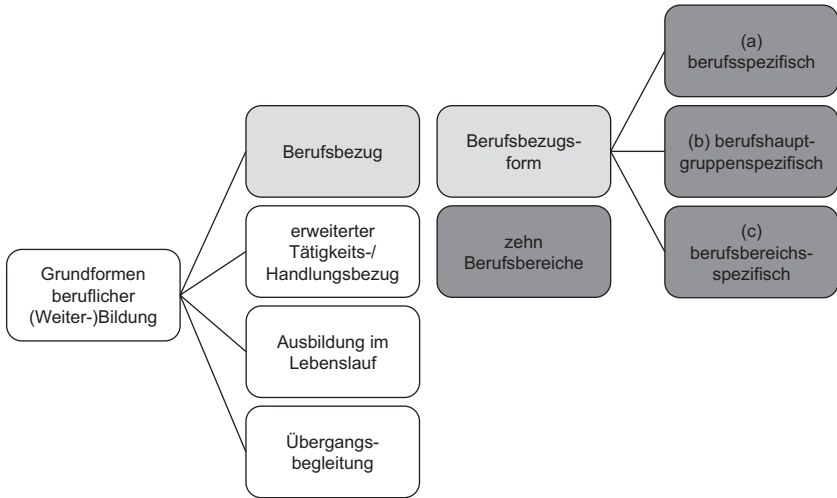 Grundformen
beruflicher
(Weiter-)Bildung
Berufsbezug
erweiterter
Tätigkeits-/
Handlungsbezug
Ausbildung im
Lebenslauf
Übergangs-
begleitung
Berufsbezugs-
form
zehn
Berufsbereiche
(a)
berufsspezifisch
(b) berufshaupt-
gruppenspezifisch
(c)
berufsbereichs-
spezifisch